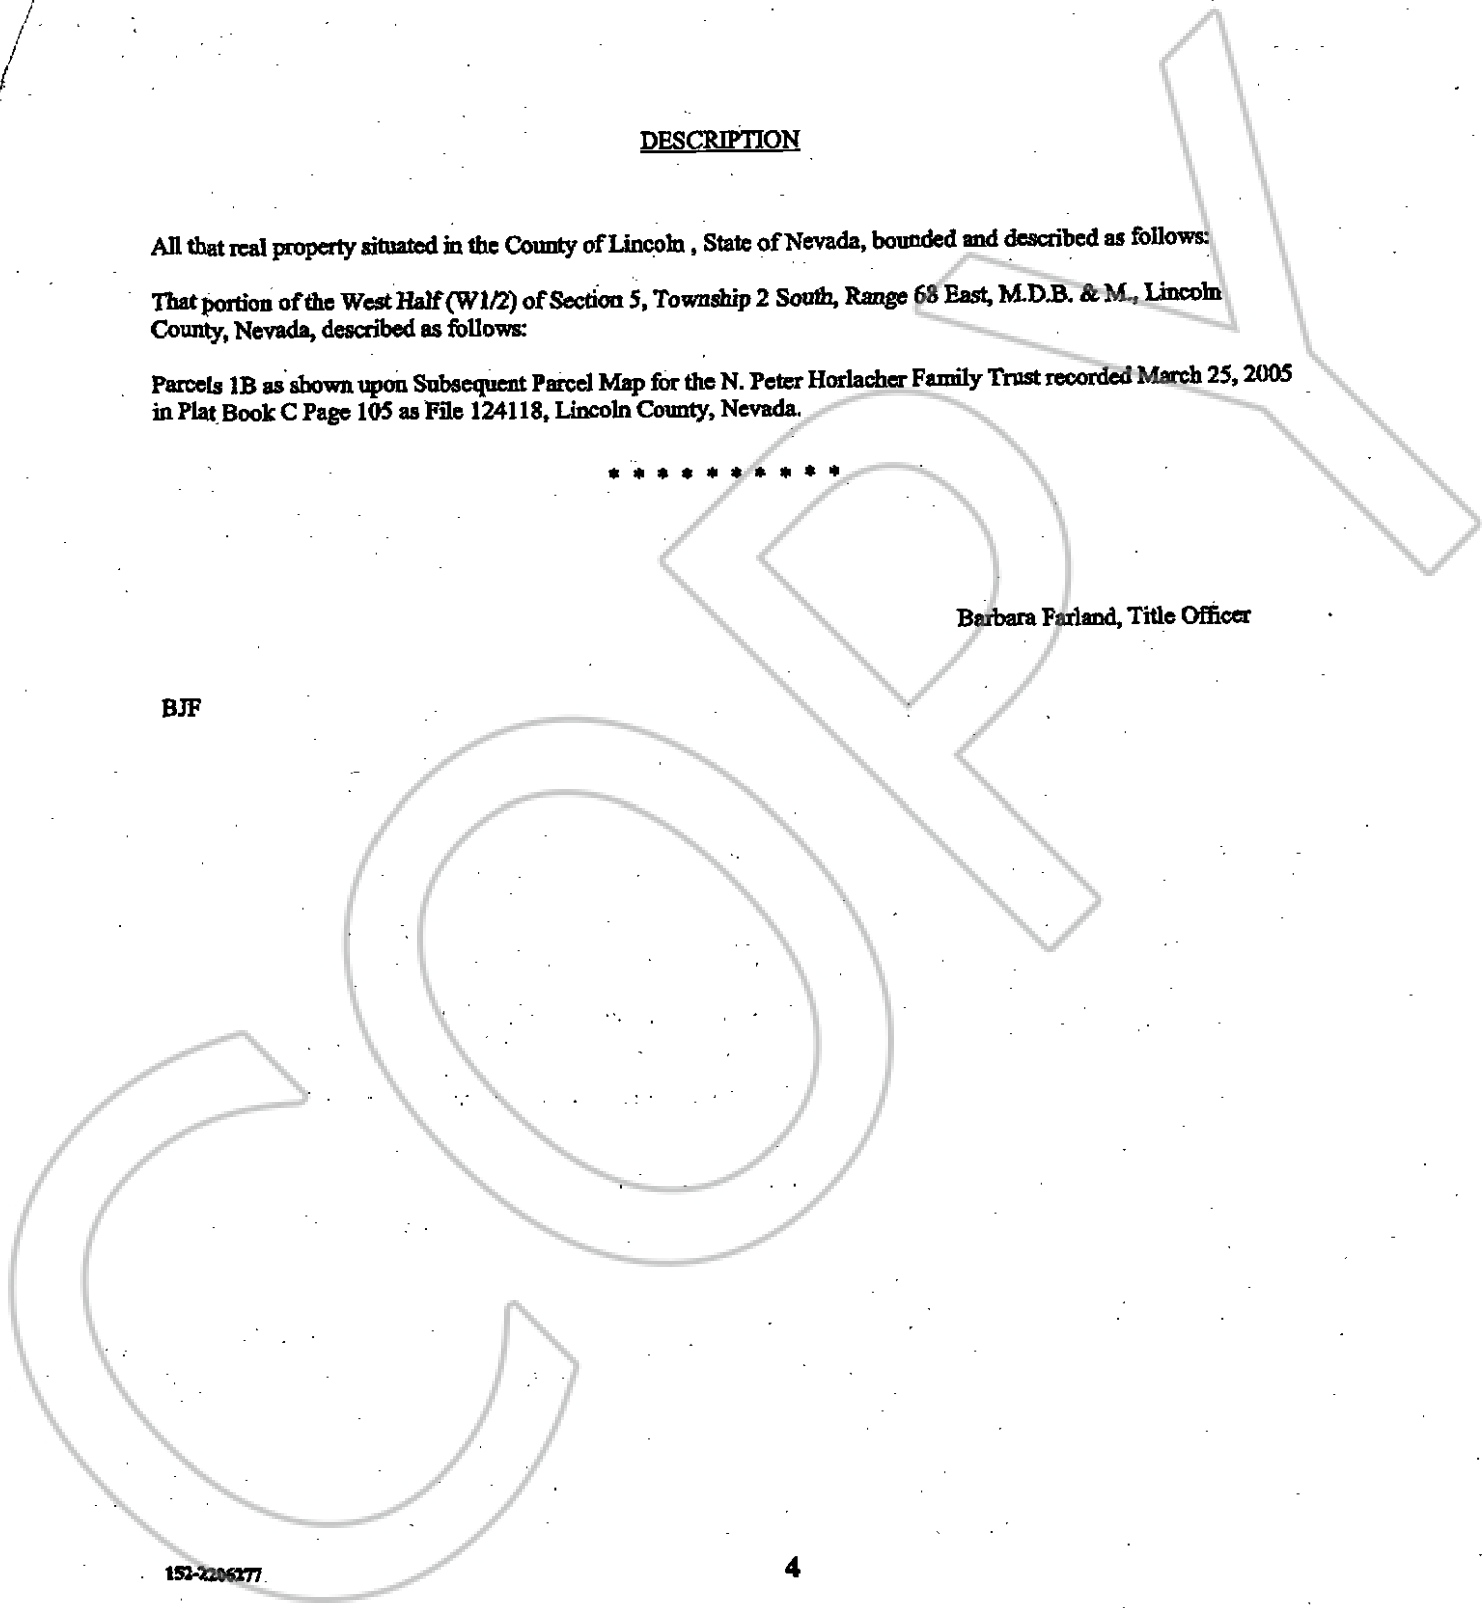 DESCRIPTION
All that real property situated in the County of Lincoln , State of Nevada, bounded and described as follows:
That portion of the West Half (W1/2) of Section 5, Township 2 South, Range 68 East, M.D.B. & M., Lincoln
County, Nevada, described as follows:
Parcels 1B as shown upon Subsequent Parcel Map for the N. Peter Horlacher Family Trust recorded March 25, 2005
in Plat Book C Page 105 as File 124118, Lincoln County, Nevada.
* * * * * * * * * *
Barbara Farland, Title Officer
BJF
COPY
152-2206277
4